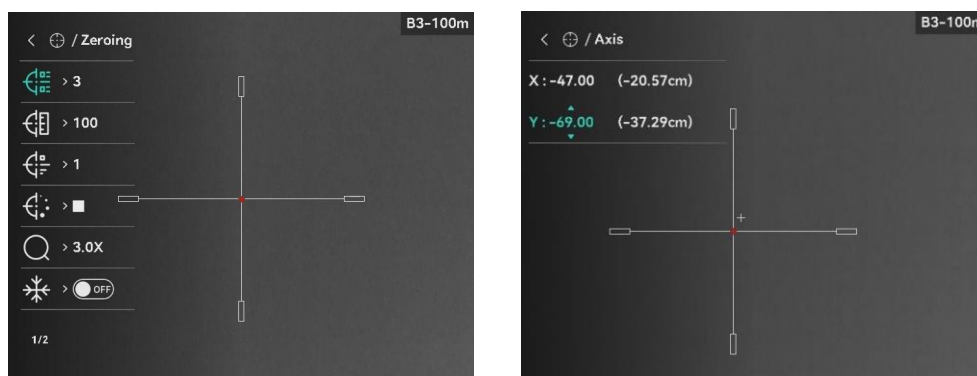 B3-100m
< / Zeroing
> 3
> 100
> 1
>
> 3.0X
> OFF
1/2
B3-100m
< / Axis
X : -47.00 (-20.57cm)
Y : -69.00 (-37.29cm)